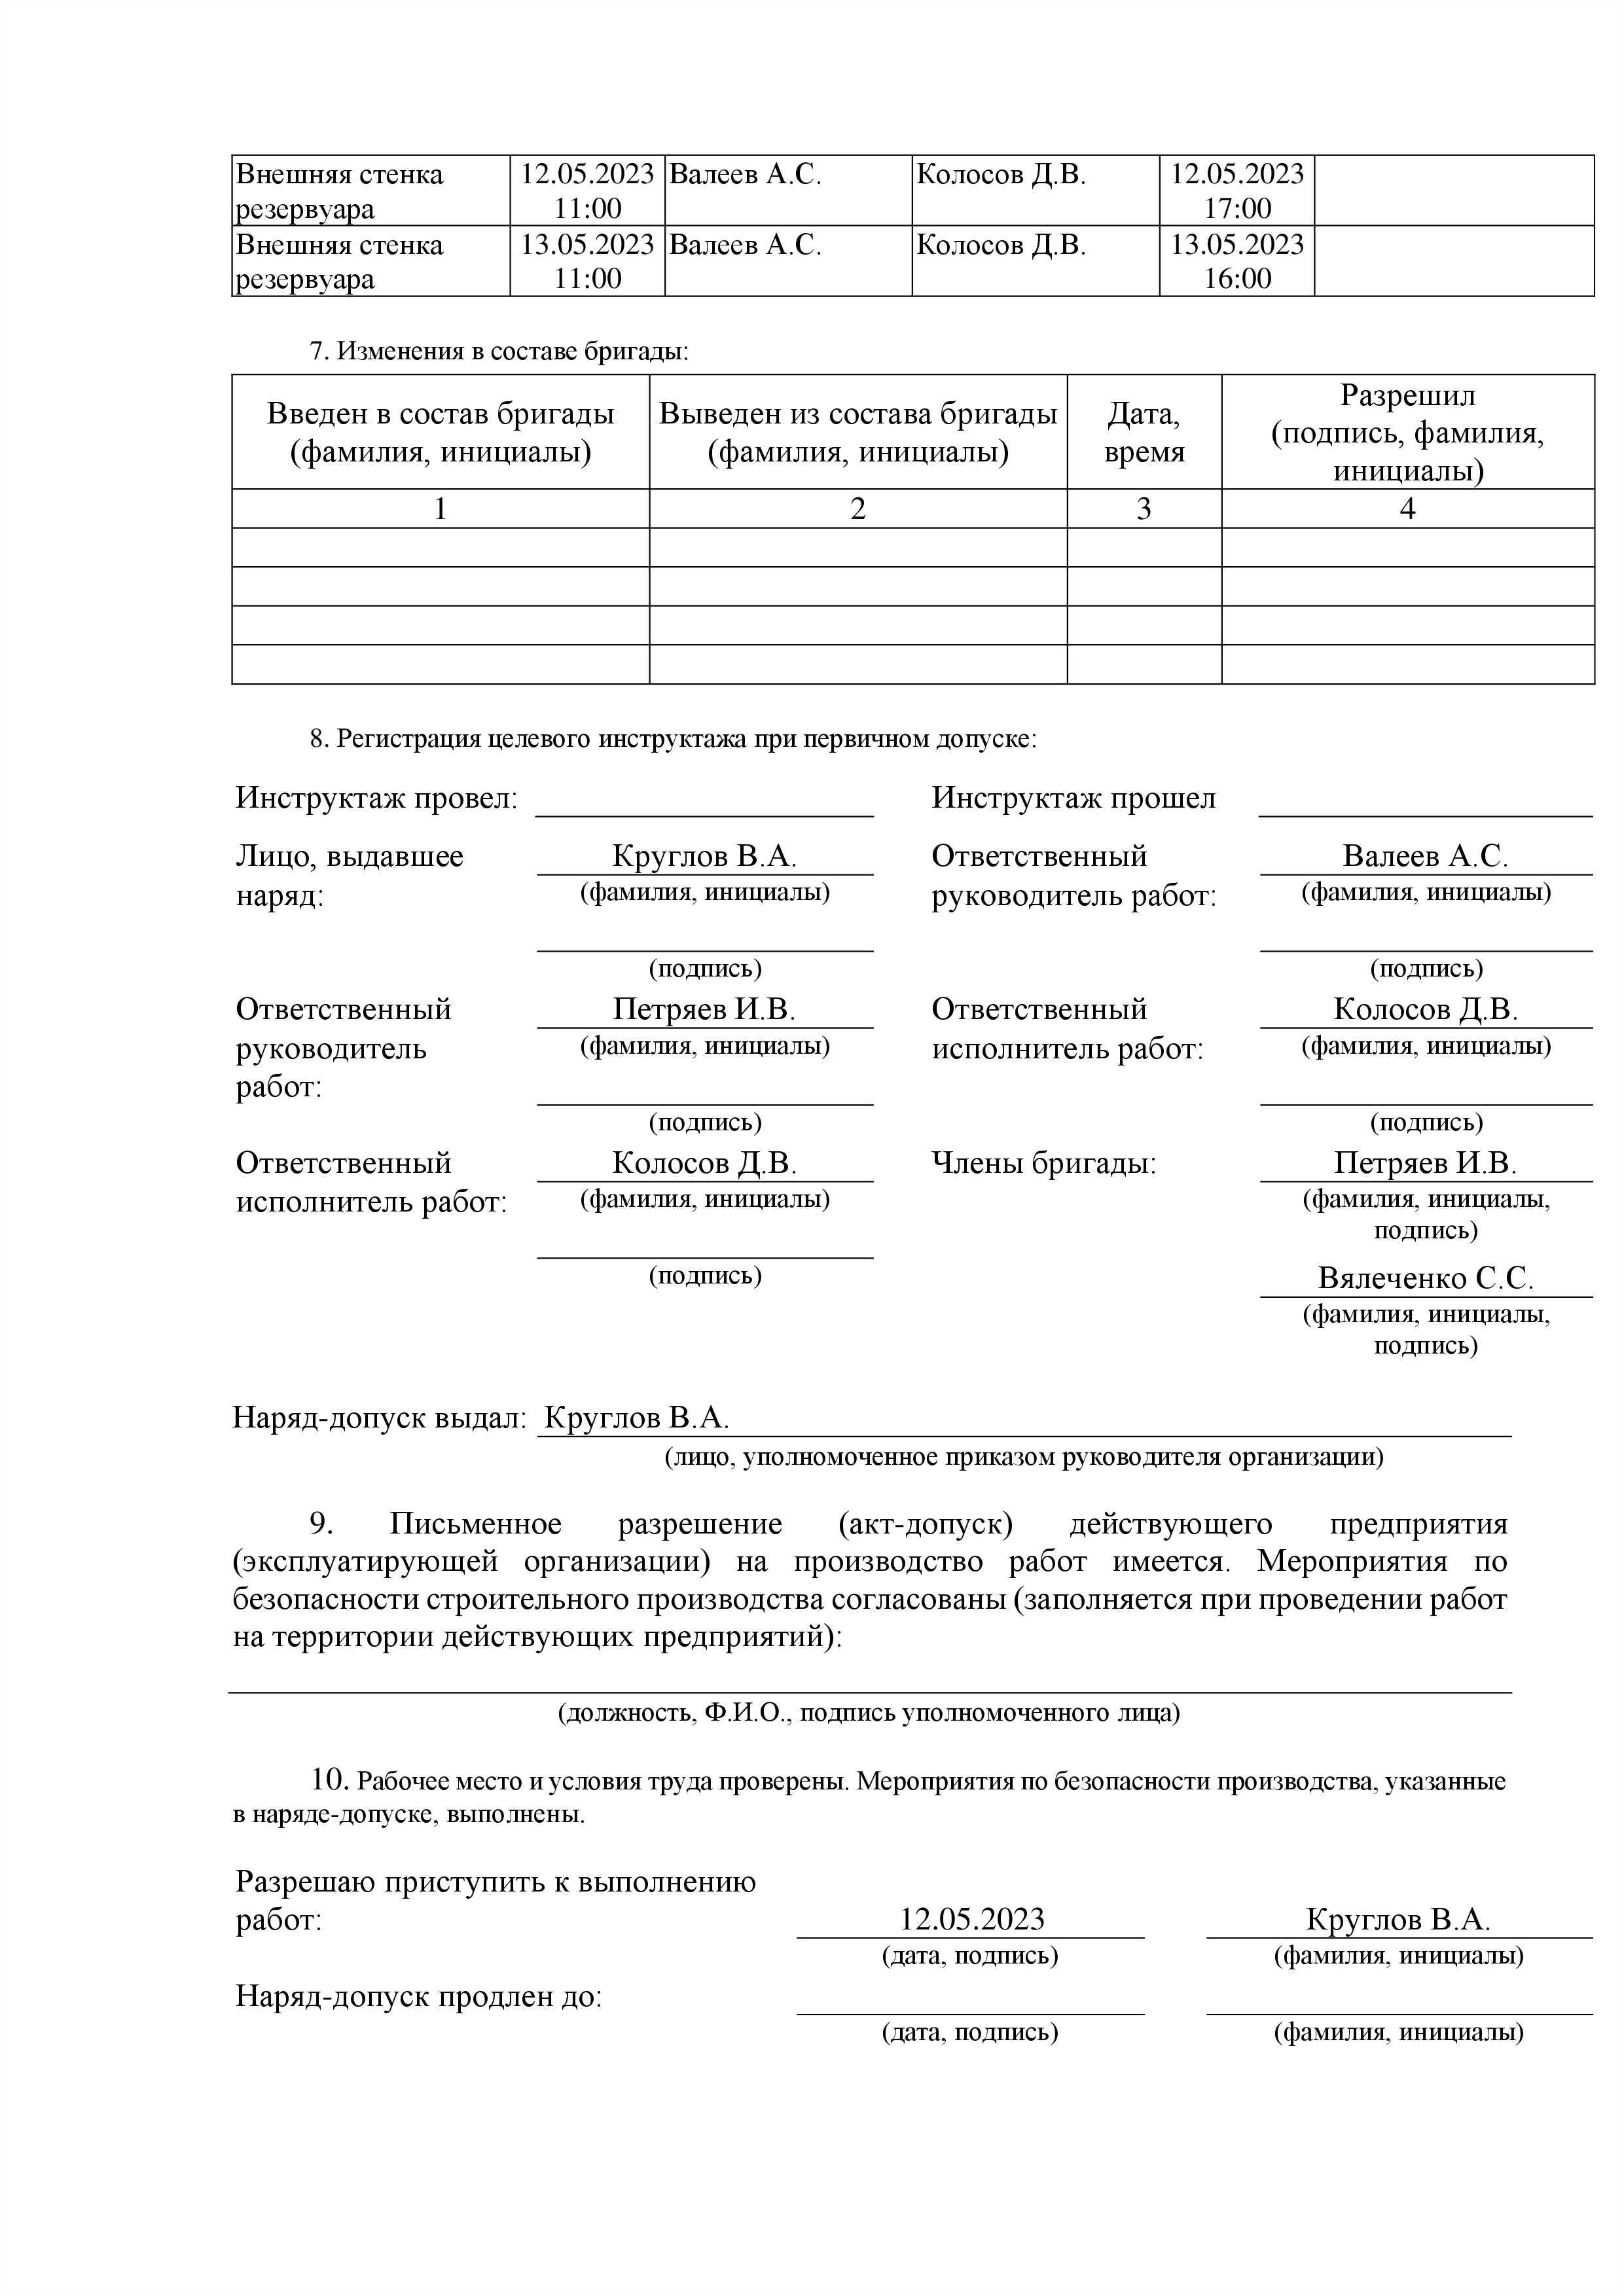 Внешняя стенка 12.05.2023 Валеев А.С. Колосов Д.В. 12.05.2023
резервуара 11:00 17:00
Внешняя стенка 13.05.2023 Валеев А.С. Колосов Д.В. 13.05.2023
резервуара 11:00 16:00
7. Изменения в составе бригады:
Введен в состав бригады (фамилия, инициалы)
Выведен из состава бригады (фамилия, инициалы)
Дата, время
Разрешил (подпись, фамилия, инициалы)
1 2 3 4
8. Регистрация целевого инструктажа при первичном допуске:
Инструктаж провел: Инструктаж прошел
Лицо, выдавшее Круглов В.А. Ответственный Валеев А.С.
наряд: (фамилия, инициалы) руководитель работ: (фамилия, инициалы)
(подпись) (подпись)
Ответственный Петряев И.В. Ответственный Колосов Д.В.
руководитель (фамилия, инициалы) исполнитель работ: (фамилия, инициалы)
работ:
(подпись) (подпись)
Ответственный Колосов Д.В. Члены бригады: Петряев И.В.
исполнитель работ: (фамилия, инициалы) (фамилия, инициалы,
подпись)
(подпись) Вялеченко С.С.
(фамилия, инициалы,
подпись)
Наряд-допуск выдал: Круглов В.А.
(лицо, уполномоченное приказом руководителя организации)
9. Письменное разрешение (акт-допуск) действующего предприятия
(эксплуатирующей организации) на производство работ имеется. Мероприятия по
безопасности строительного производства согласованы (заполняется при проведении работ
на территории действующих предприятий):
(должность, Ф.И.О., подпись уполномоченного лица)
10. Рабочее место и условия труда проверены. Мероприятия по безопасности производства, указанные
в наряде-допуске, выполнены.
Разрешаю приступить к выполнению
работ: 12.05.2023 Круглов В.А.
(дата, подпись) (фамилия, инициалы)
Наряд-допуск продлен до:
(дата, подпись) (фамилия, инициалы)